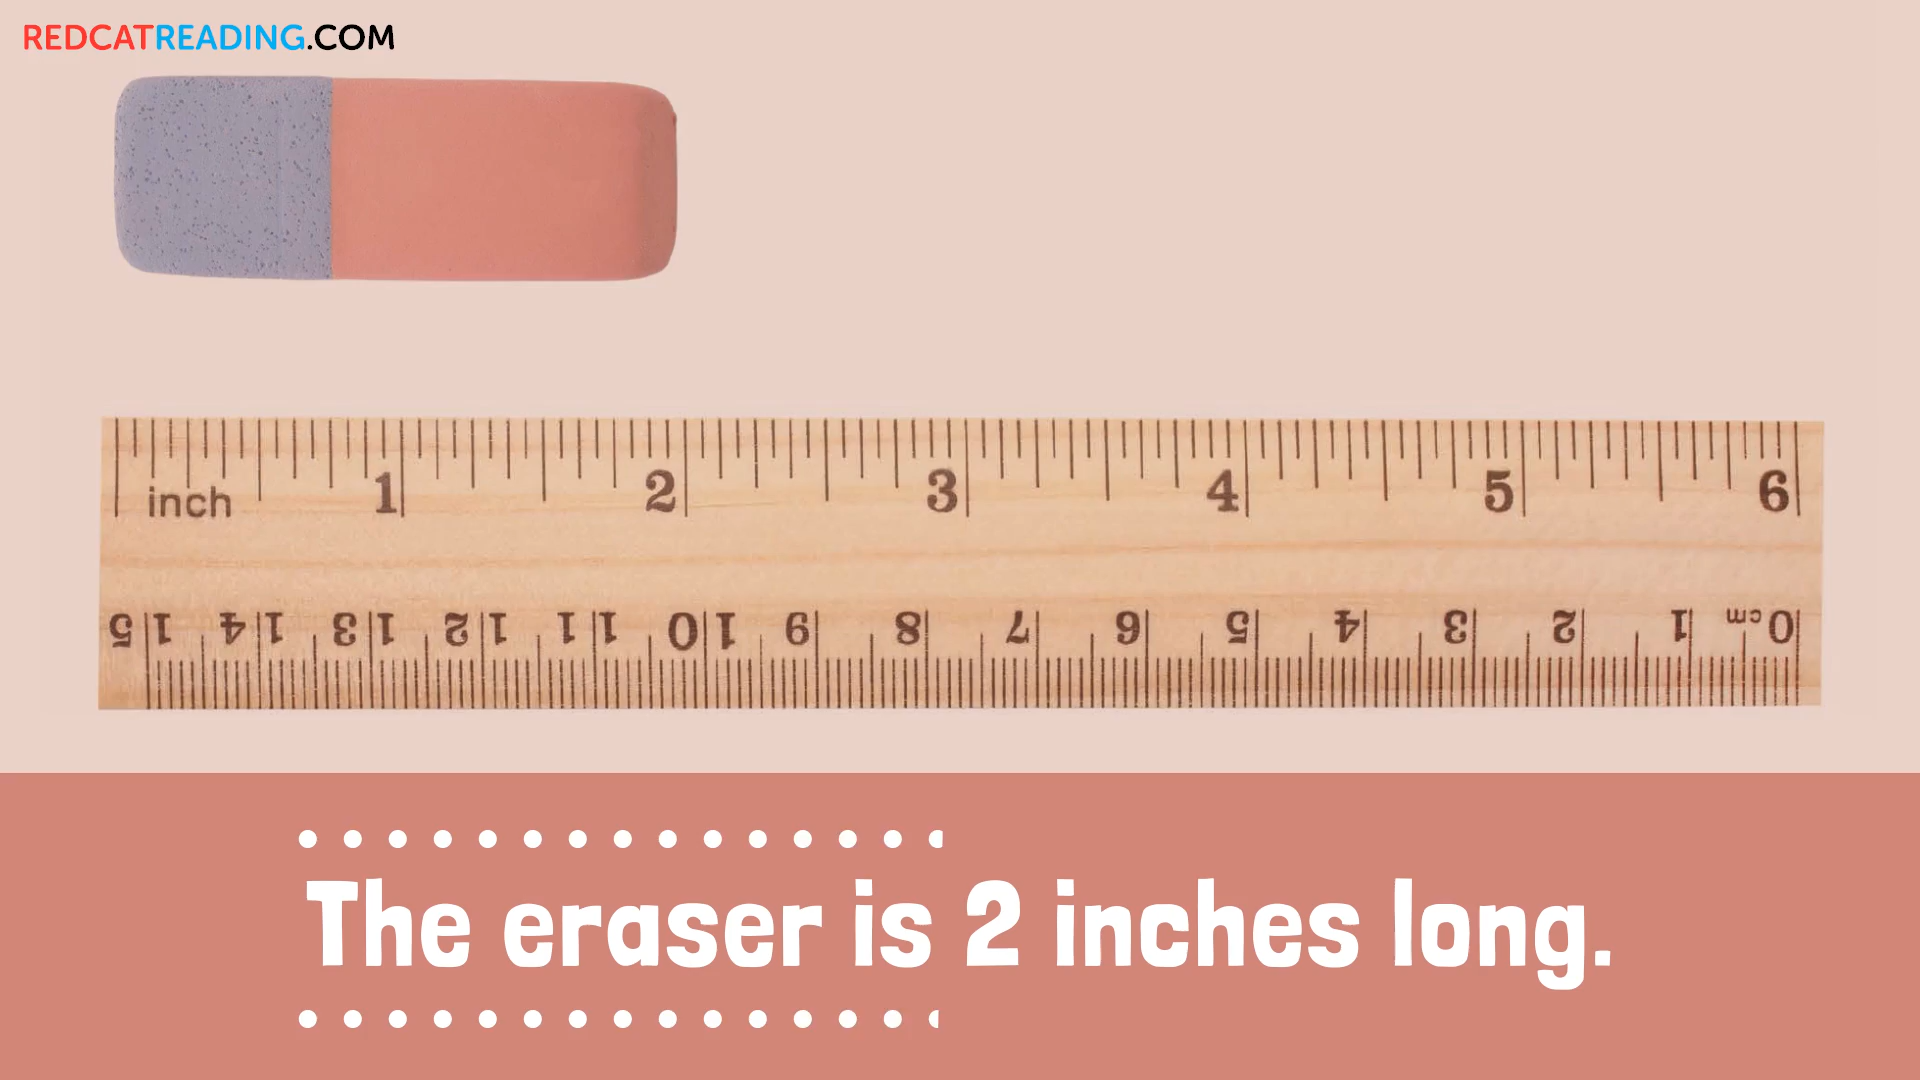 REDCATREADING.COM
inch 1 2 3 4 5 6
15 14 13 12 11 10 9 8 7 6 5 4 3 2 1 cm 0
The eraser is 2 inches long.